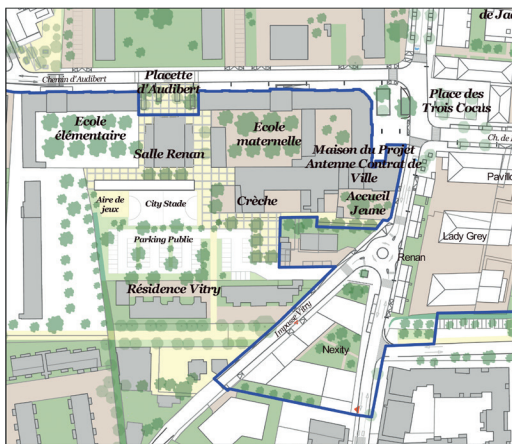 de Jac
Chemin d'Audibert
Placette
d'Audibert
Place des
Trois Cocus
Ecole
élémentaire
Ecole
maternelle
Salle Renan
Maison du Projet
Antenne Contrat de
Ville
Ch. de
Pavillo
Crèche
Accueil
Jeune
Aire de
jeux
City Stade
Parking Public
Lady Grey
Renan
Résidence Vitry
Impasse Vitry
Nexity